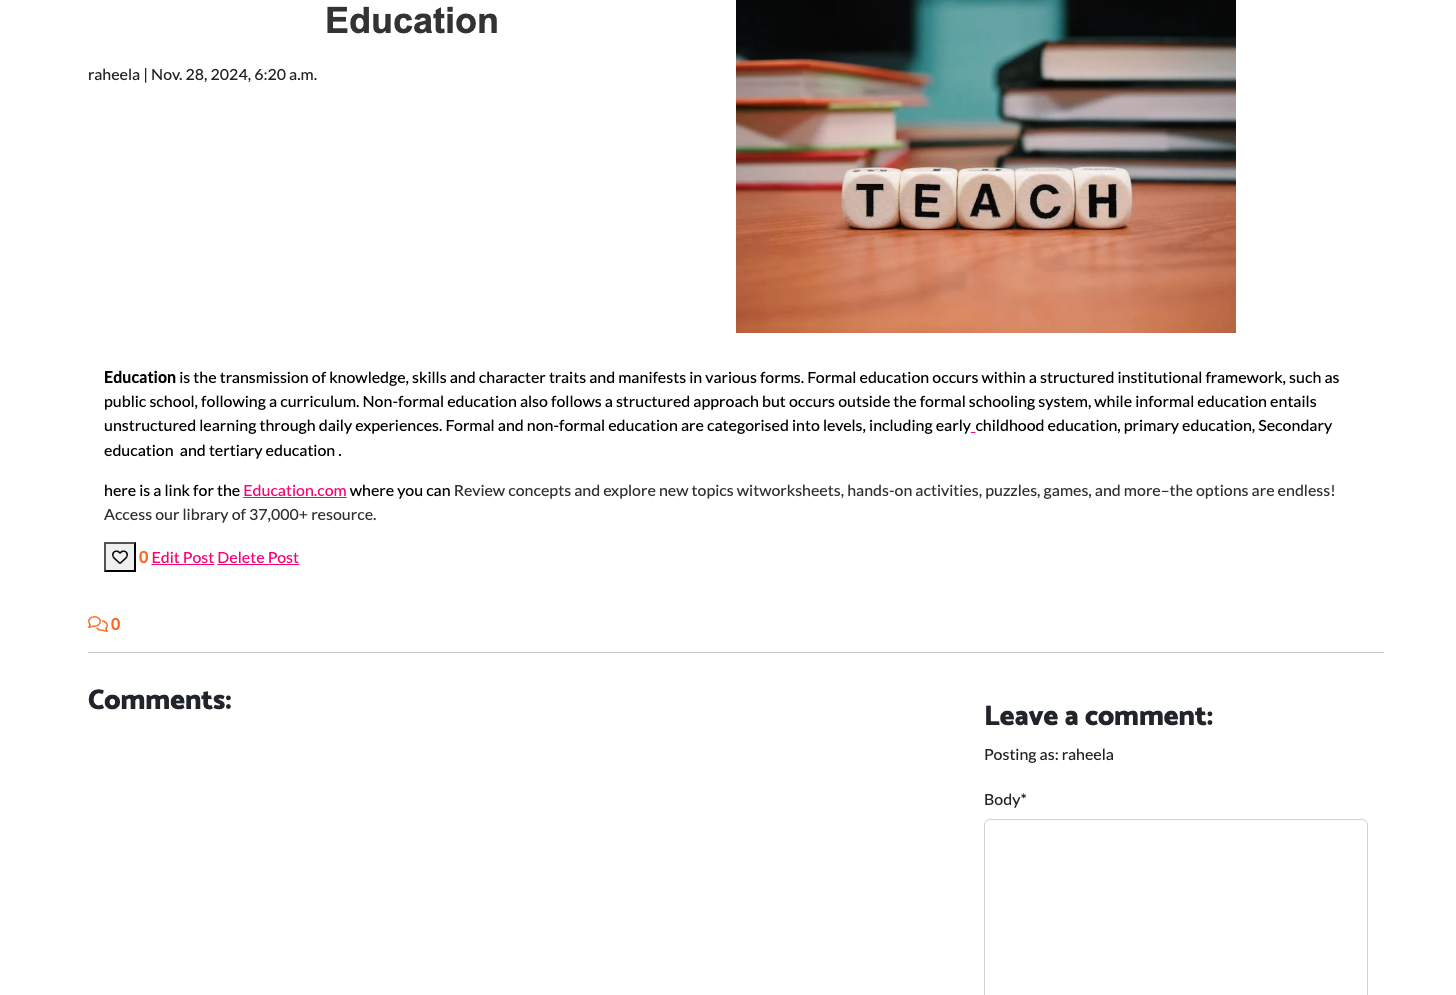 Education
raheela | Nov. 28, 2024, 6:20 a.m.
TEACH
Education is the transmission of knowledge, skills and character traits and manifests in various forms. Formal education occurs within a structured institutional framework, such as
public school, following a curriculum. Non-formal education also follows a structured approach but occurs outside the formal schooling system, while informal education entails
unstructured learning through daily experiences. Formal and non-formal education are categorised into levels, including early childhood education, primary education, Secondary
education  and tertiary education .
here is a link for the Education.com where you can Review concepts and explore new topics witworksheets, hands-on activities, puzzles, games, and more–the options are endless!
Access our library of 37,000+ resource.
0 Edit Post Delete Post
0
Comments:
Leave a comment:
Posting as: raheela
Body*